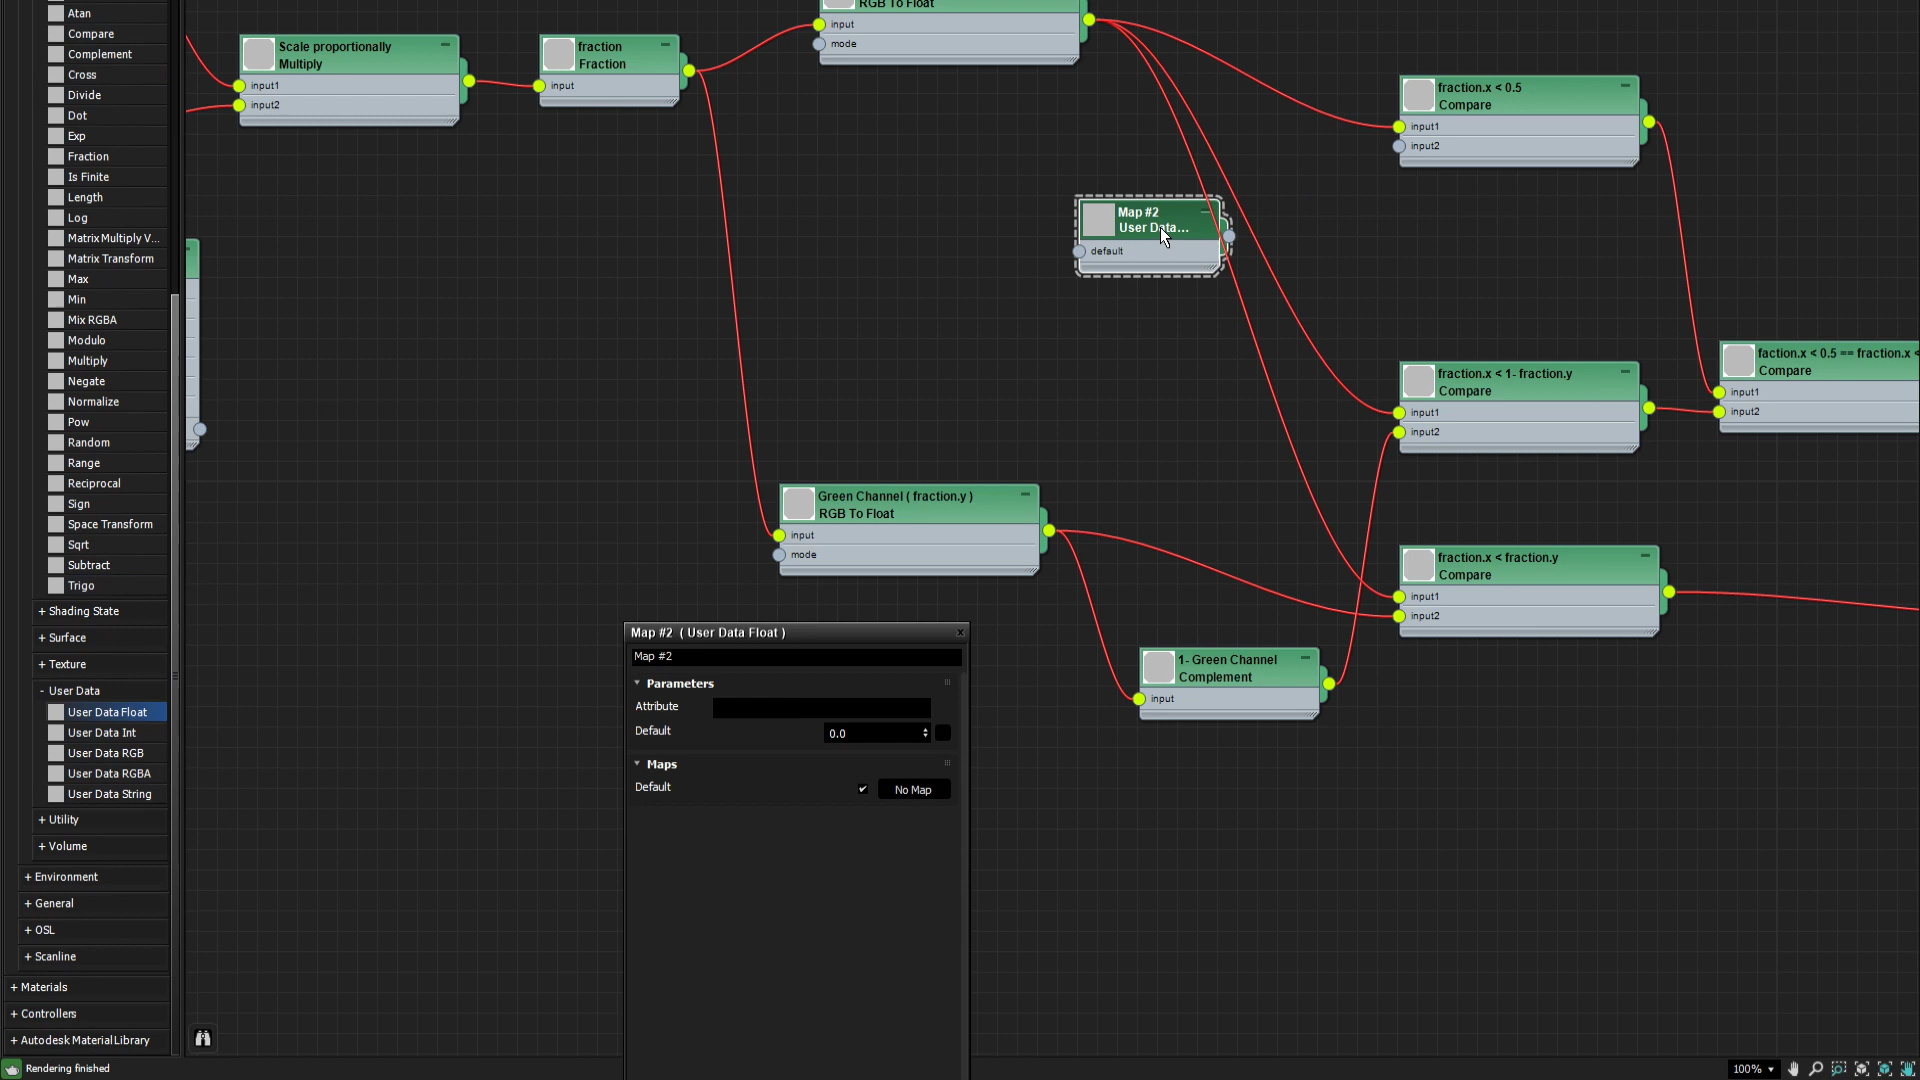 Atan
Compare
Complement
Cross
Divide
Dot
Exp
Fraction
Is Finite
Length
Log
Matrix Multiply V...
Matrix Transform
Max
Min
Mix RGBA
Modulo
Multiply
Negate
Normalize
Pow
Random
Range
Reciprocal
Sign
Space Transform
Sqrt
Subtract
Trigo
+ Shading State
+ Surface
+ Texture
- User Data
User Data Float
User Data Int
User Data RGB
User Data RGBA
User Data String
+ Utility
+ Volume
+ Environment
+ General
+ OSL
+ Scanline
+ Materials
+ Controllers
+ Autodesk Material Library
Rendering finished
Scale proportionally
Multiply
input1
input2
fraction
Fraction
input
RGB To Float
input
mode
fraction.x < 0.5
Compare
input1
input2
Map #2
User Data...
default
fraction.x < 1- fraction.y
Compare
input1
input2
faction.x < 0.5 == fraction.x <
Compare
input1
input2
Green Channel ( fraction.y )
RGB To Float
input
mode
fraction.x < fraction.y
Compare
input1
input2
1- Green Channel
Complement
input
Map #2 ( User Data Float )
x
Map #2
Parameters
Attribute
Default
0.0
Maps
Default
No Map
100%